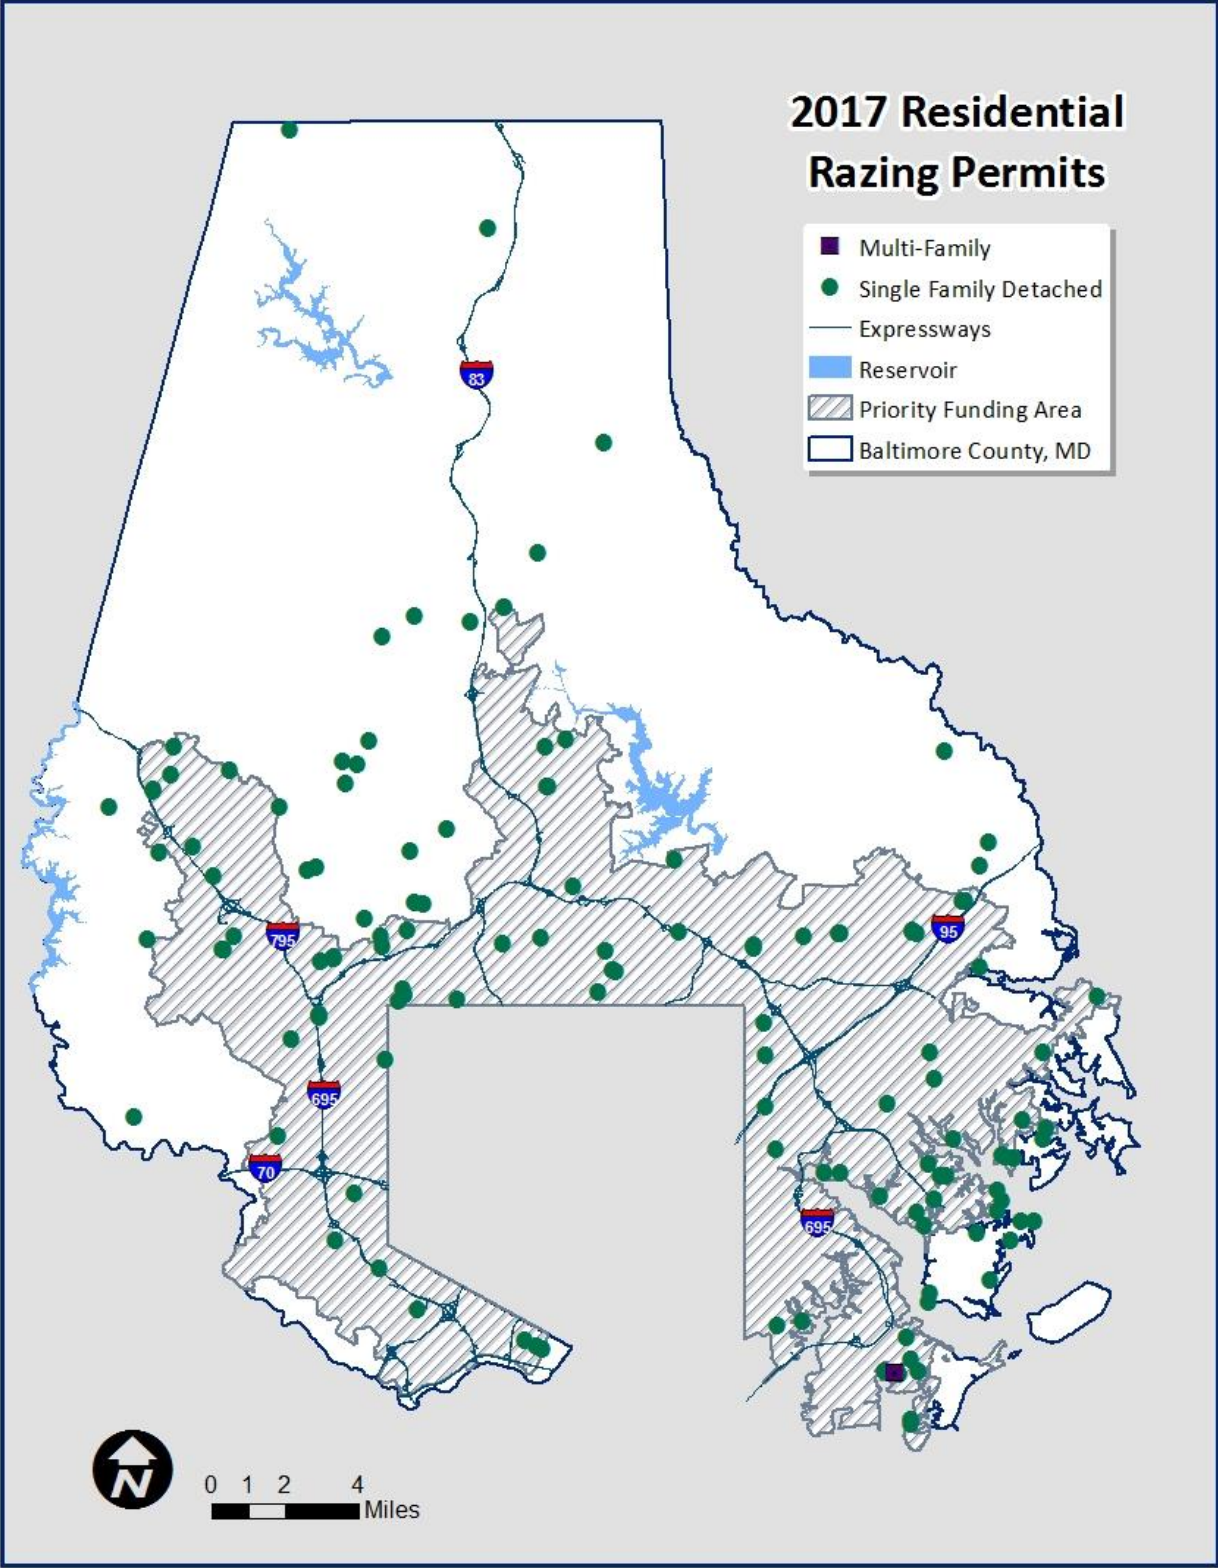 2017 Residential
Razing Permits
Multi-Family
Single Family Detached
Expressways
Reservoir
Priority Funding Area
Baltimore County, MD
83
795
95
695
70
695
N
0 1 2 4
Miles